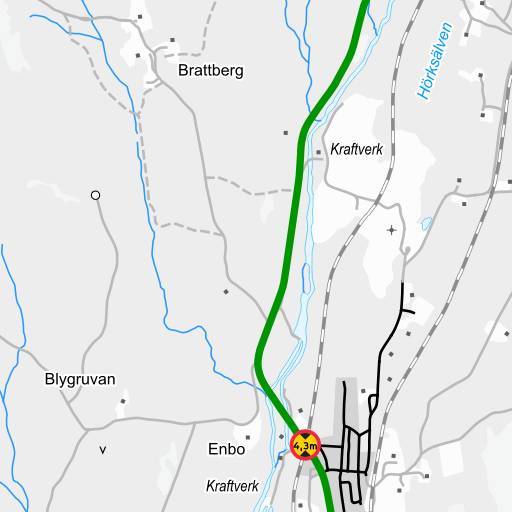 Brattberg
Hörksälven
Kraftverk
Blygruvan
4,3m
Enbo
Kraftverk